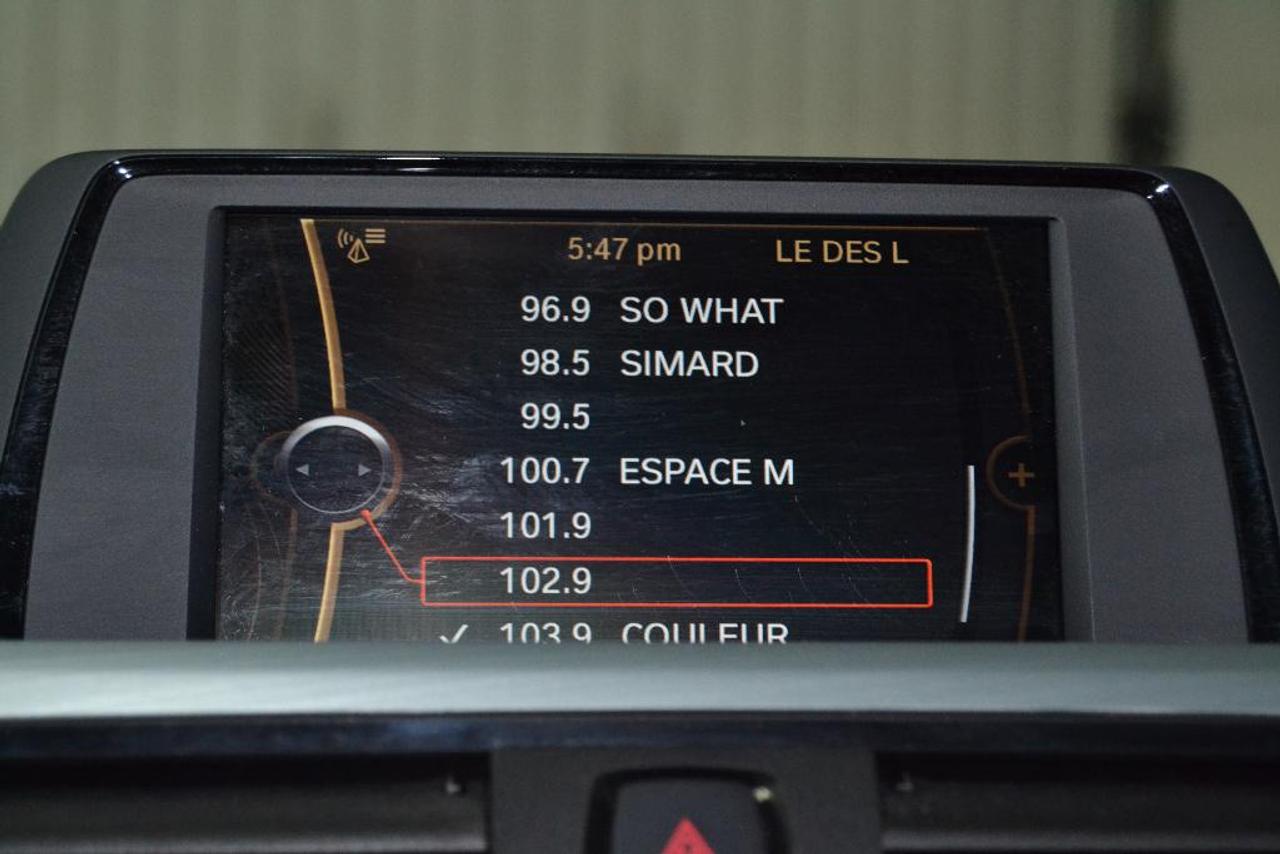 5:47 pm LE DES L
96.9 SO WHAT
98.5 SIMARD
99.5
100.7 ESPACE M
101.9
102.9
✓ 103.9 COULEUR